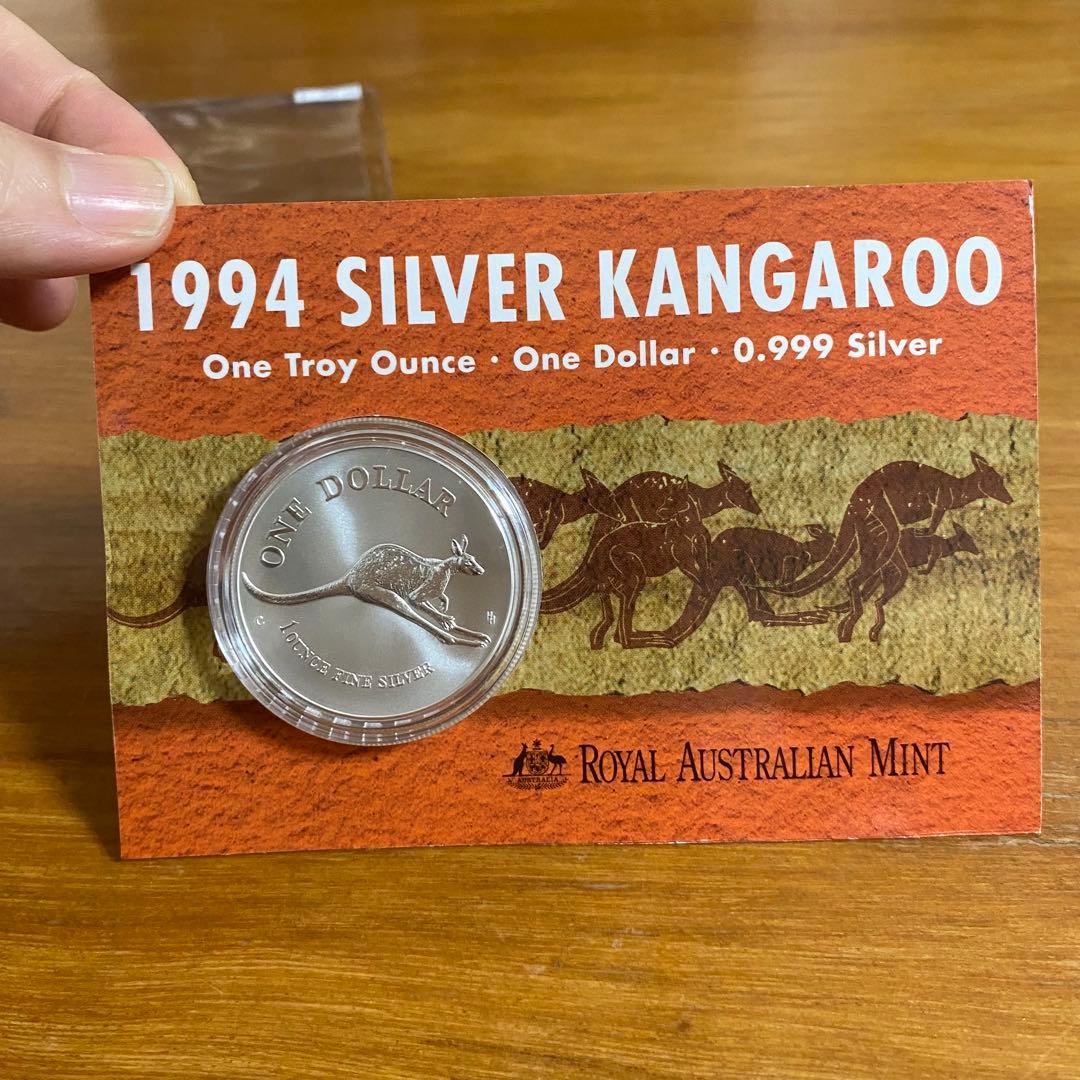 1994 SILVER KANGAROO
One Troy Ounce · One Dollar · 0.999 Silver
ONE DOLLAR
C
1 OUNCE FINE SILVER
AUSTRALIA
ROYAL AUSTRALIAN MINT